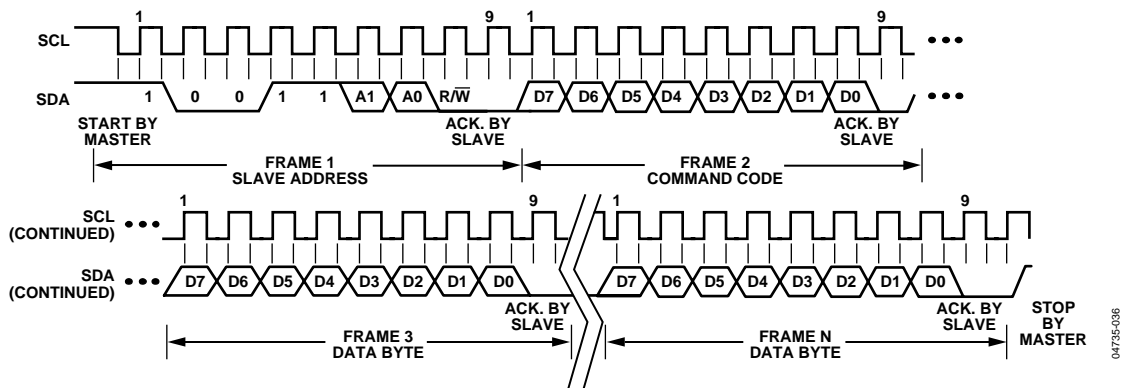 1 9 1 9
SCL
SDA 1 0 0 1 1 A1 A0 R/W̅ D7 D6 D5 D4 D3 D2 D1 D0
START BY MASTER
ACK. BY SLAVE
ACK. BY SLAVE
FRAME 1
SLAVE ADDRESS
FRAME 2
COMMAND CODE
1 9 1 9
SCL
(CONTINUED)
SDA
(CONTINUED)
D7 D6 D5 D4 D3 D2 D1 D0 D7 D6 D5 D4 D3 D2 D1 D0
ACK. BY
SLAVE
ACK. BY
SLAVE
STOP
BY
MASTER
FRAME 3
DATA BYTE
FRAME N
DATA BYTE
04735-036